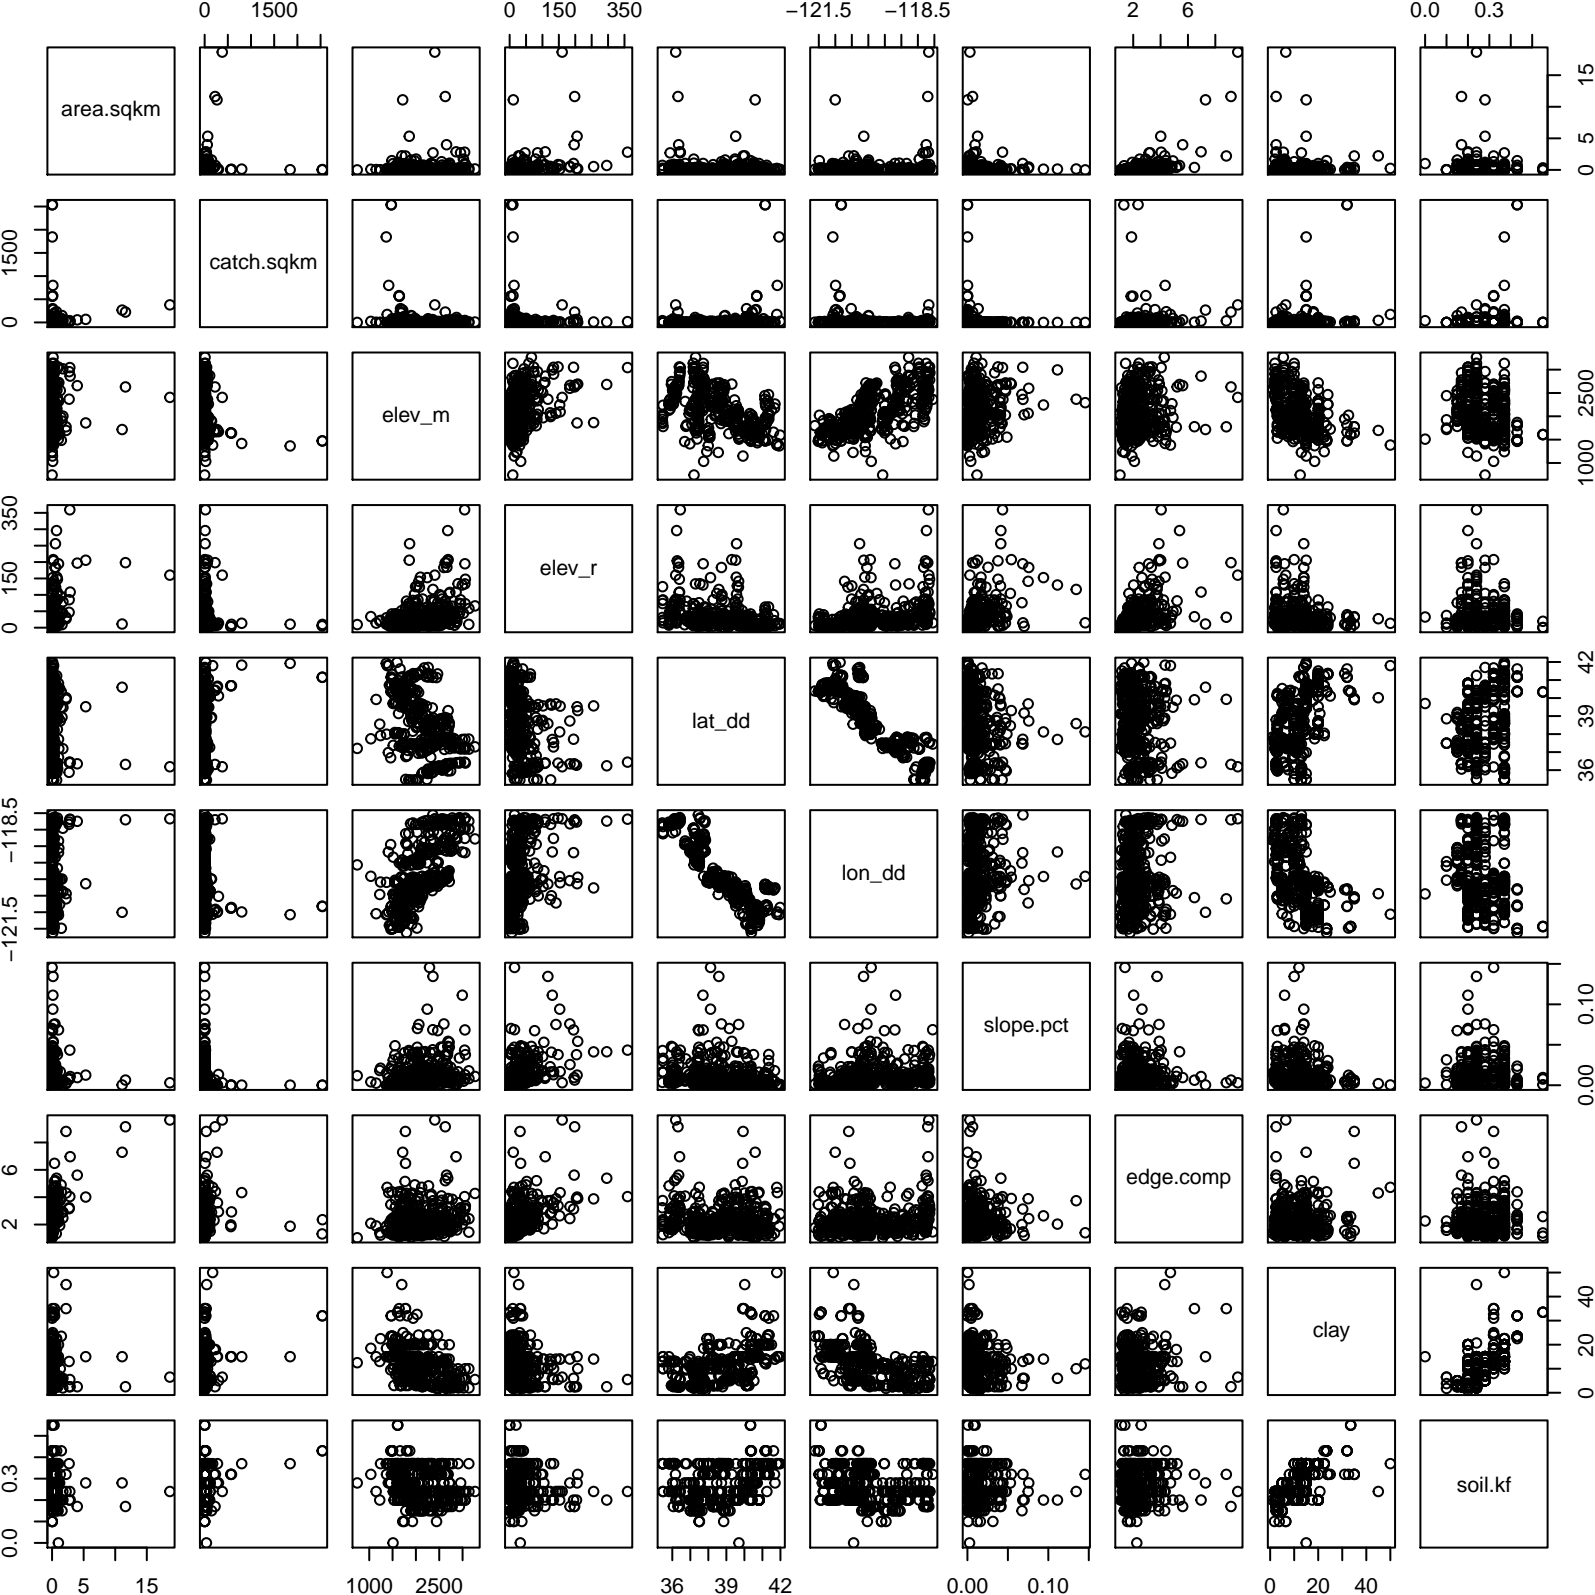 0 1500 0 150 350 −121.5 −118.5 2 6 0.0 0.3
area.sqkm 0 5 15
0 1500 catch.sqkm
elev_m 1000 2500
0 150 350 elev_r
lat_dd 36 39 42
−121.5 −118.5 lon_dd
slope.pct 0.00 0.10
2 6 edge.comp
clay 0 20 40
0.0 0.3 soil.kf
0 5 15 1000 2500 36 39 42 0.00 0.10 0 20 40